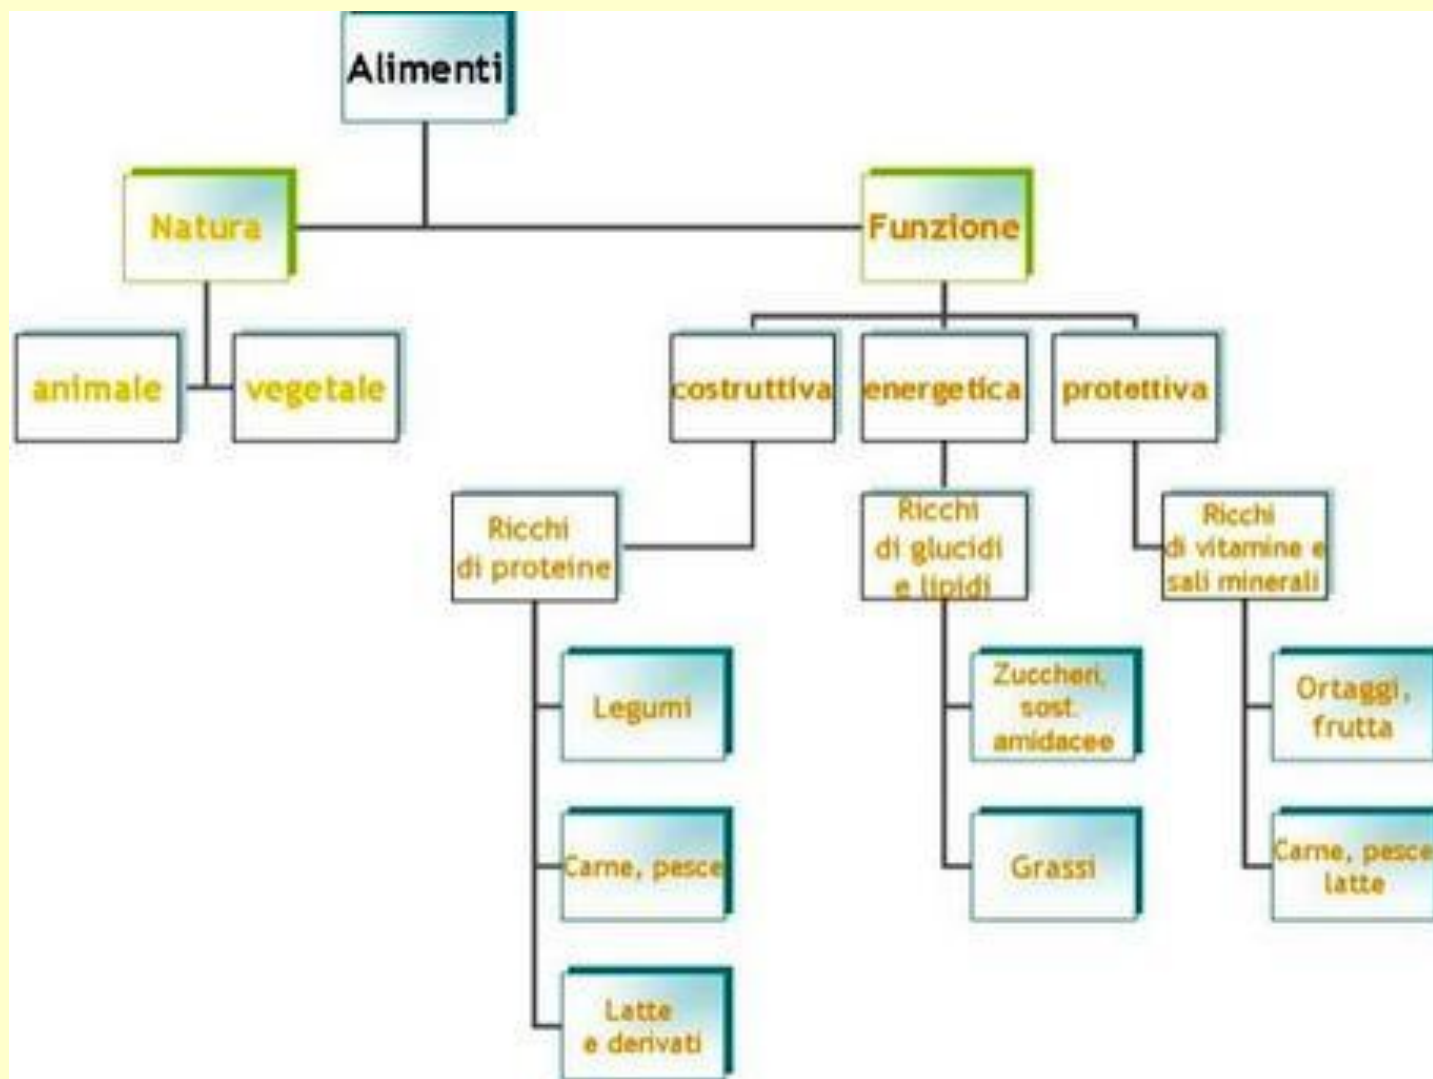 Alimenti
Natura
Funzione
animale
vegetale
costruttiva
energetica
protettiva
Ricchi
di proteine
Ricchi
di glucidi
e lipidi
Ricchi
di vitamine e
sali minerali
Legumi
Zuccheri,
sost.
amidacee
Ortaggi,
frutta
Carne, pesce
Grassi
Carne, pesce
latte
Latte
e derivati